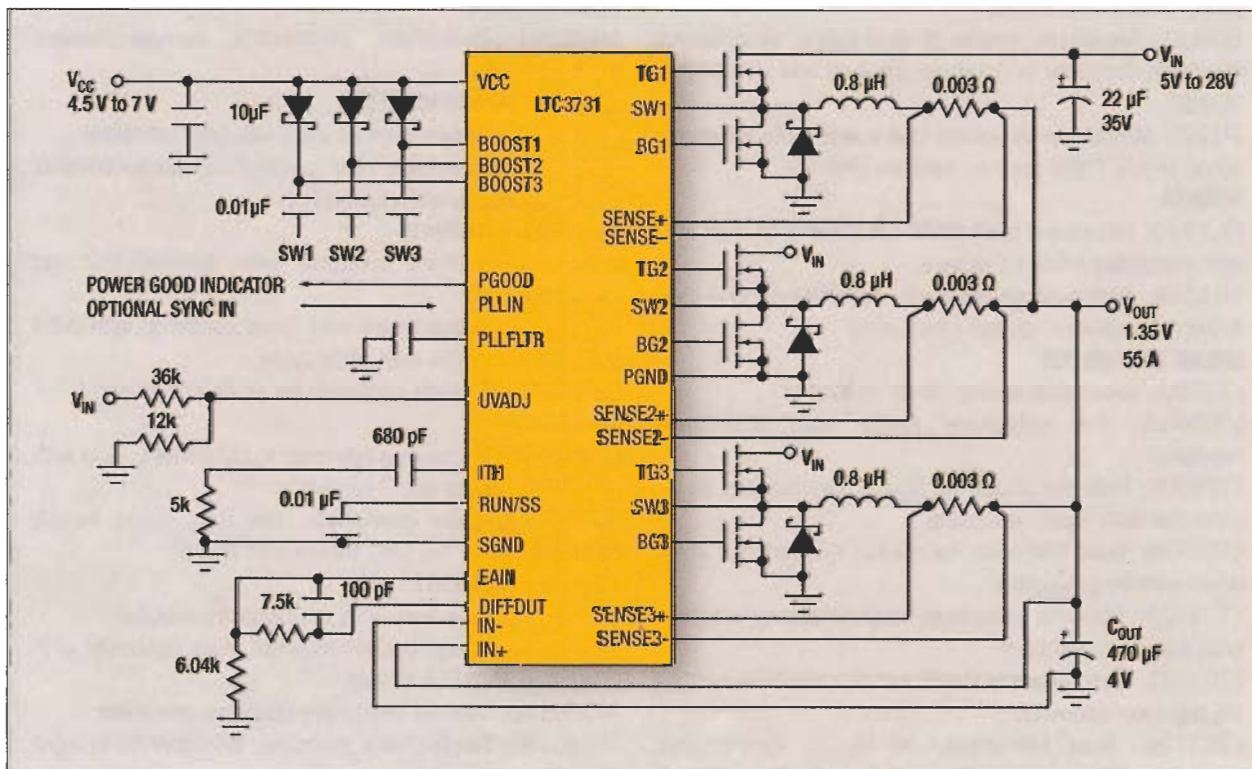 VCC
4.5 V to 7 V
10µF
0.01µF
SW1 SW2 SW3
POWER GOOD INDICATOR
OPTIONAL SYNC IN
36k
VIN
12k
680 pF
5k
0.01 µF
7.5k
100 pF
6.04k
VCC
LTC3731
BOOST1
BOOST2
BOOST3
PGOOD
PLLIN
PLLFLTR
UVADJ
ITH
RUN/SS
SGND
EAIN
DIFFOUT
IN-
IN+
TG1
SW1
BG1
SENSE+
SENSE-
TG2
SW2
BG2
PGND
SENSE2+
SENSE2-
TG3
SW3
BG3
SENSE3+
SENSE3-
0.8 µH
0.003 Ω
VIN
5V to 28V
22 µF
35V
VIN
0.8 µH
0.003 Ω
VOUT
1.35 V
55 A
VIN
0.8 µH
0.003 Ω
COUT
470 µF
4V